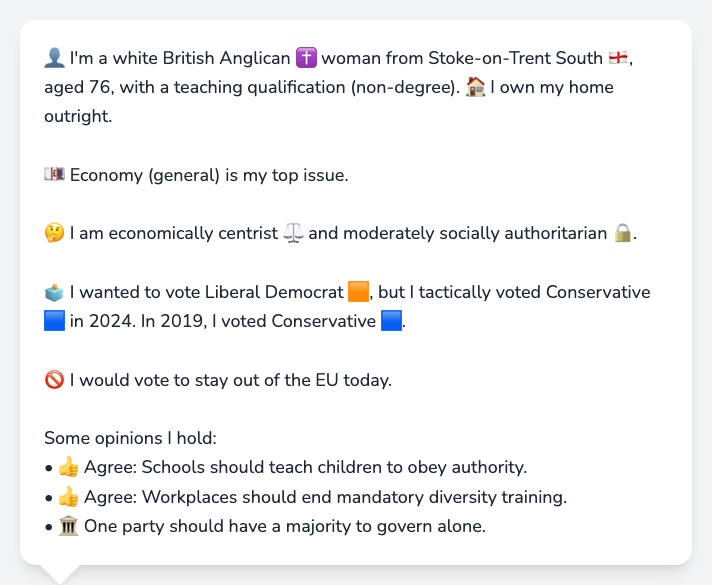 👤 I'm a white British Anglican ✝️ woman from Stoke-on-Trent South 🏴󠁧󠁢󠁥󠁮󠁧󠁿,
aged 76, with a teaching qualification (non-degree). 🏠 I own my home
outright.
💷 Economy (general) is my top issue.
🤔 I am economically centrist ⚖️ and moderately socially authoritarian 🔒.
🗳️ I wanted to vote Liberal Democrat 🟧, but I tactically voted Conservative
🟦 in 2024. In 2019, I voted Conservative 🟦.
🚫 I would vote to stay out of the EU today.
Some opinions I hold:
• 👍 Agree: Schools should teach children to obey authority.
• 👍 Agree: Workplaces should end mandatory diversity training.
• 🏛️ One party should have a majority to govern alone.